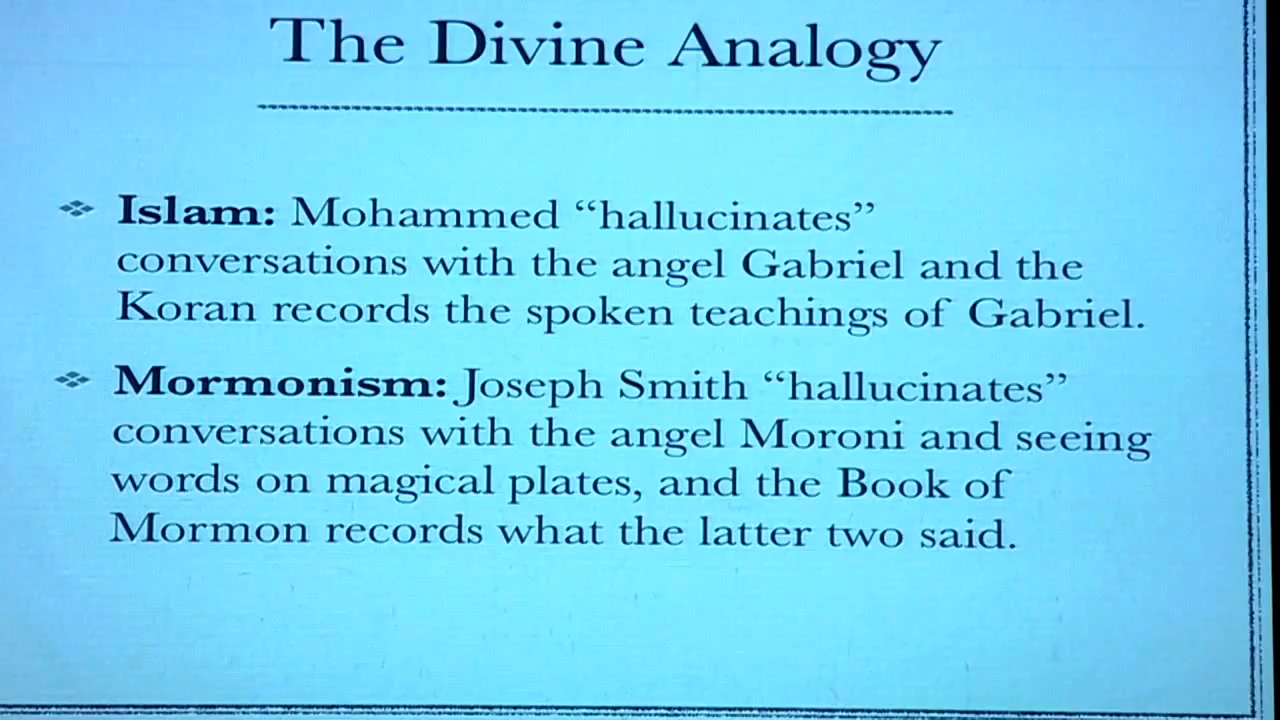 The Divine Analogy
Islam: Mohammed “hallucinates”
conversations with the angel Gabriel and the
Koran records the spoken teachings of Gabriel.
Mormonism: Joseph Smith “hallucinates”
conversations with the angel Moroni and seeing
words on magical plates, and the Book of
Mormon records what the latter two said.